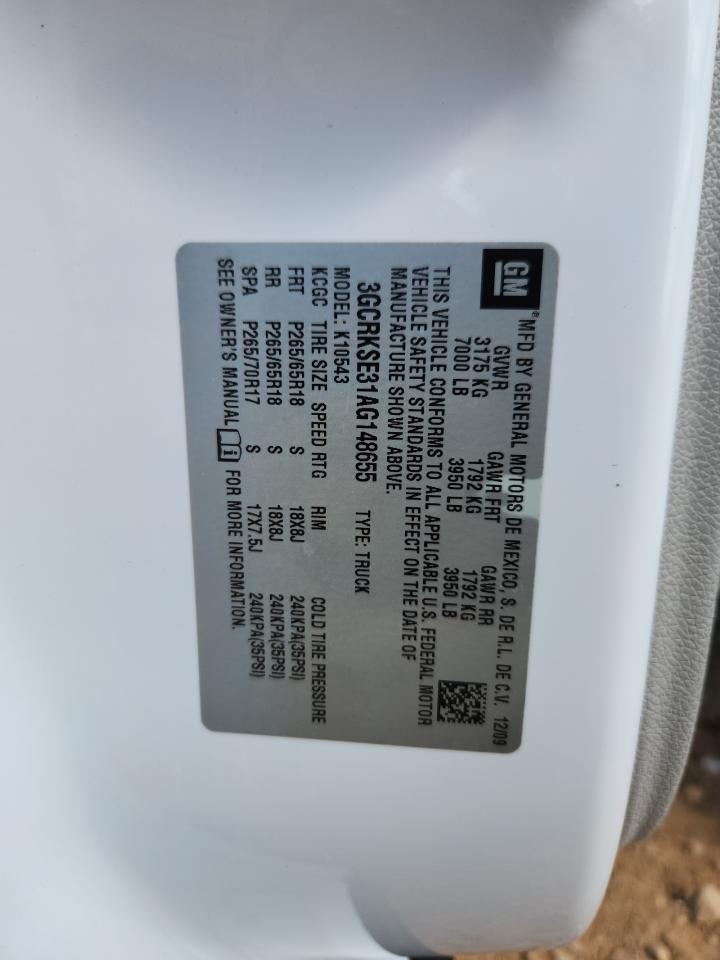 GM
®MFD BY GENERAL MOTORS DE MEXICO, S. DE R.L. DE C.V. 12/09
GVWR GAWR FRT GAWR RR
3175 KG 1792 KG 1792 KG
7000 LB 3950 LB 3950 LB
THIS VEHICLE CONFORMS TO ALL APPLICABLE U.S. FEDERAL MOTOR
VEHICLE SAFETY STANDARDS IN EFFECT ON THE DATE OF
MANUFACTURE SHOWN ABOVE.
3GCRKSE31AG148655 TYPE: TRUCK
MODEL: K10543
KCGC TIRE SIZE SPEED RTG RIM COLD TIRE PRESSURE
FRT P265/65R18 S 18X8J 240KPA(35PSI)
RR P265/65R18 S 18X8J 240KPA(35PSI)
SPA P265/70R17 S 17X7.5J 240KPA(35PSI)
SEE OWNER'S MANUAL i FOR MORE INFORMATION.